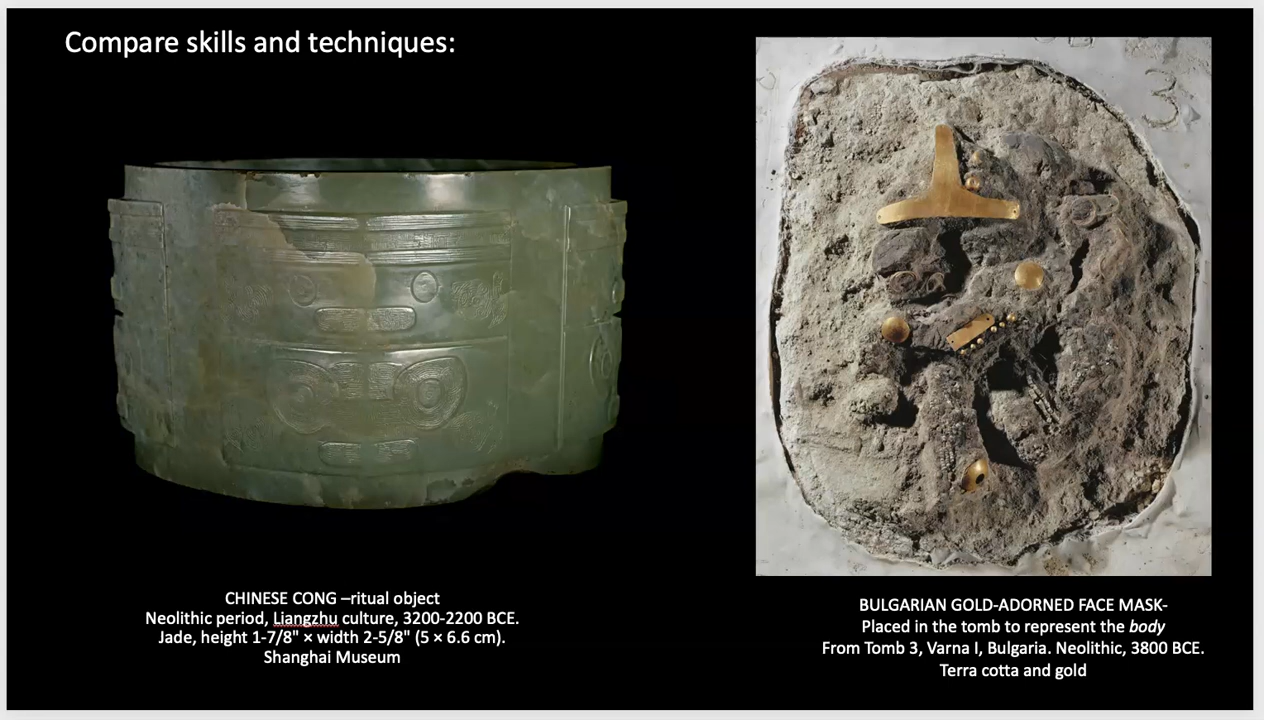 Compare skills and techniques:
3
CHINESE CONG –ritual object
Neolithic period, Liangzhu culture, 3200-2200 BCE.
Jade, height 1-7/8" × width 2-5/8" (5 × 6.6 cm).
Shanghai Museum
BULGARIAN GOLD-ADORNED FACE MASK-
Placed in the tomb to represent the body
From Tomb 3, Varna I, Bulgaria. Neolithic, 3800 BCE.
Terra cotta and gold